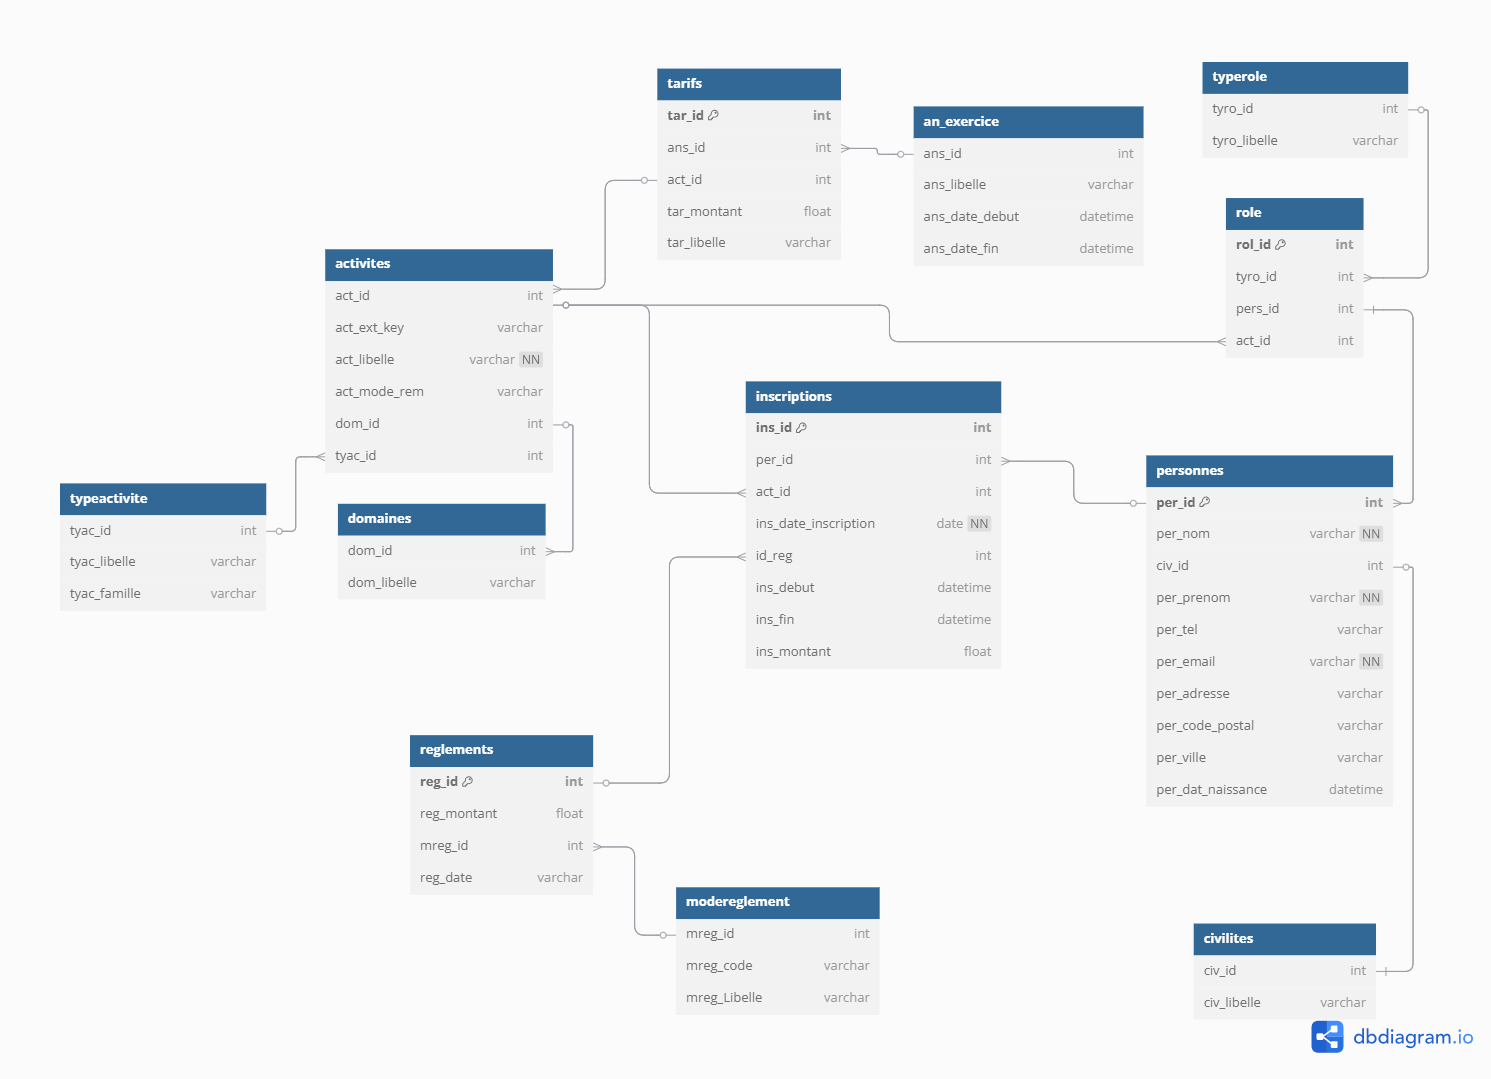 tarifs
tar_id int
ans_id int
act_id int
tar_montant float
tar_libelle varchar
an_exercice
ans_id int
ans_libelle varchar
ans_date_debut datetime
ans_date_fin datetime
typerole
tyro_id int
tyro_libelle varchar
role
rol_id int
tyro_id int
pers_id int
act_id int
activites
act_id int
act_ext_key varchar
act_libelle varchar NN
act_mode_rem varchar
dom_id int
tyac_id int
typeactivite
tyac_id int
tyac_libelle varchar
tyac_famille varchar
domaines
dom_id int
dom_libelle varchar
inscriptions
ins_id int
per_id int
act_id int
ins_date_inscription date NN
id_reg int
ins_debut datetime
ins_fin datetime
ins_montant float
personnes
per_id int
per_nom varchar NN
civ_id int
per_prenom varchar NN
per_tel varchar
per_email varchar NN
per_adresse varchar
per_code_postal varchar
per_ville varchar
per_dat_naissance datetime
reglements
reg_id int
reg_montant float
mreg_id int
reg_date varchar
modereglement
mreg_id int
mreg_code varchar
mreg_Libelle varchar
civilites
civ_id int
civ_libelle varchar
dbdiagram.io